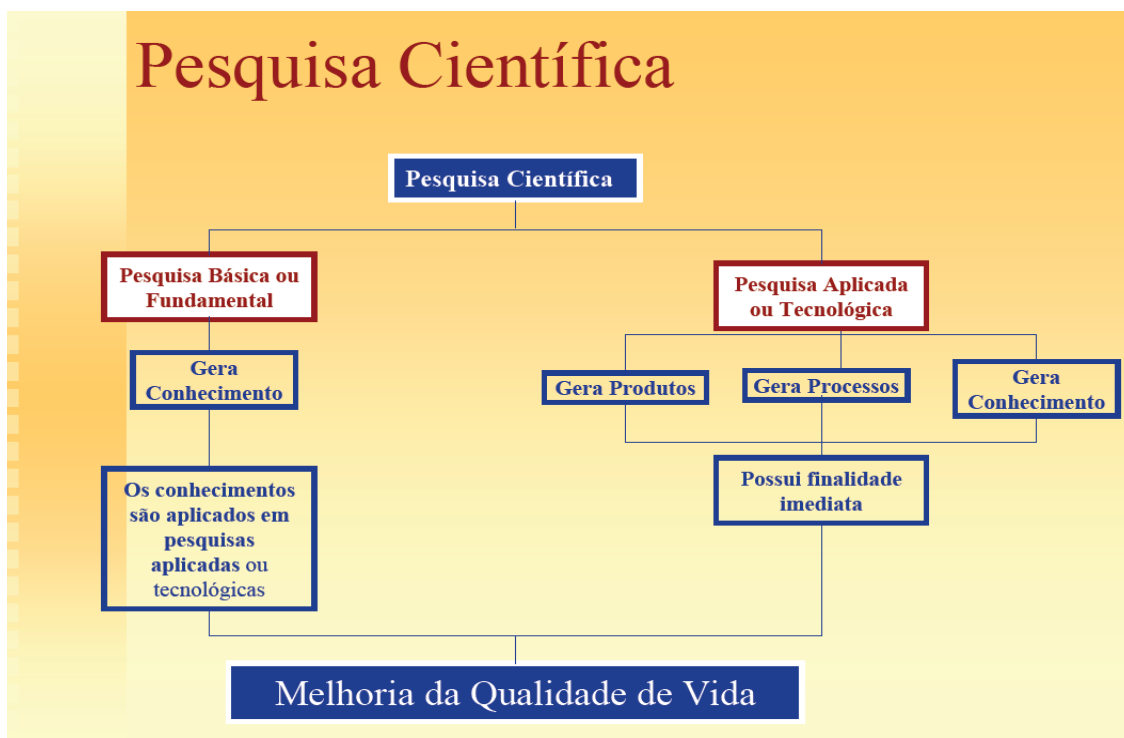 Pesquisa Científica
Pesquisa Científica
Pesquisa Básica ou
Fundamental
Pesquisa Aplicada
ou Tecnológica
Gera
Conhecimento
Gera Produtos
Gera Processos
Gera
Conhecimento
Os conhecimentos
são aplicados em
pesquisas
aplicadas ou
tecnológicas
Possui finalidade
imediata
Melhoria da Qualidade de Vida